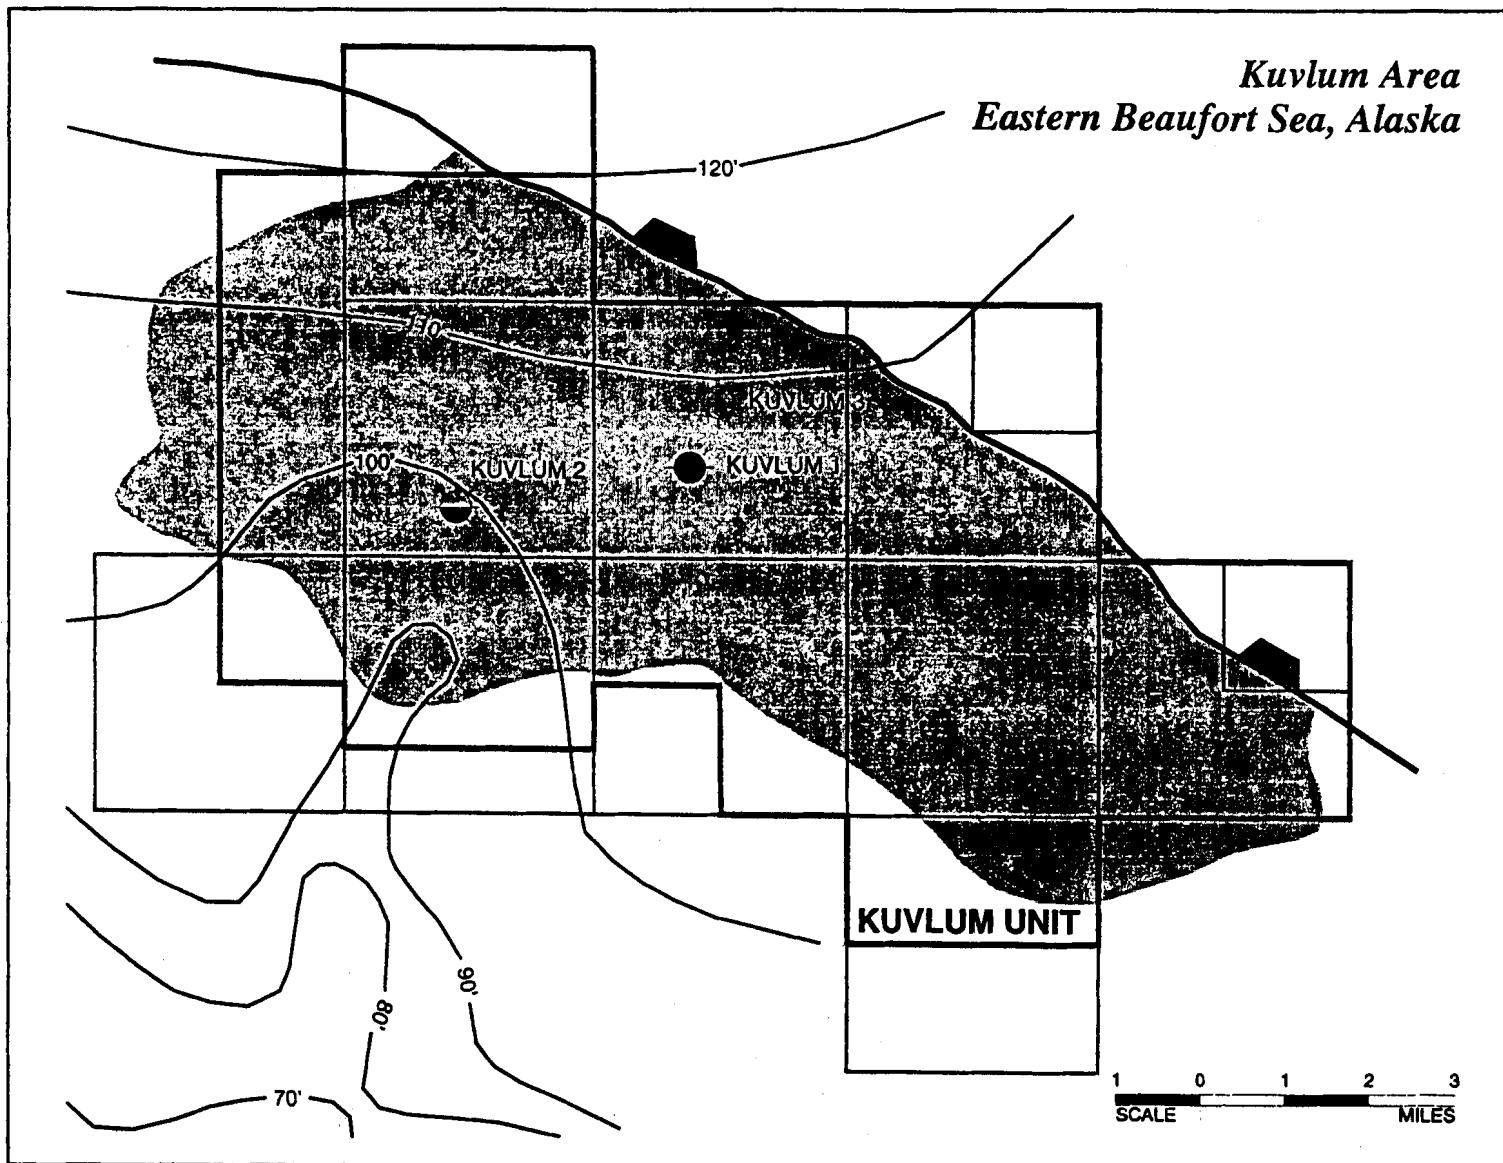 Kuvlum Area
Eastern Beaufort Sea, Alaska
120'
110'
KUVLUM 3
100'
KUVLUM 2
KUVLUM 1
KUVLUM UNIT
90'
80'
70'
1 0 1 2 3
SCALE MILES